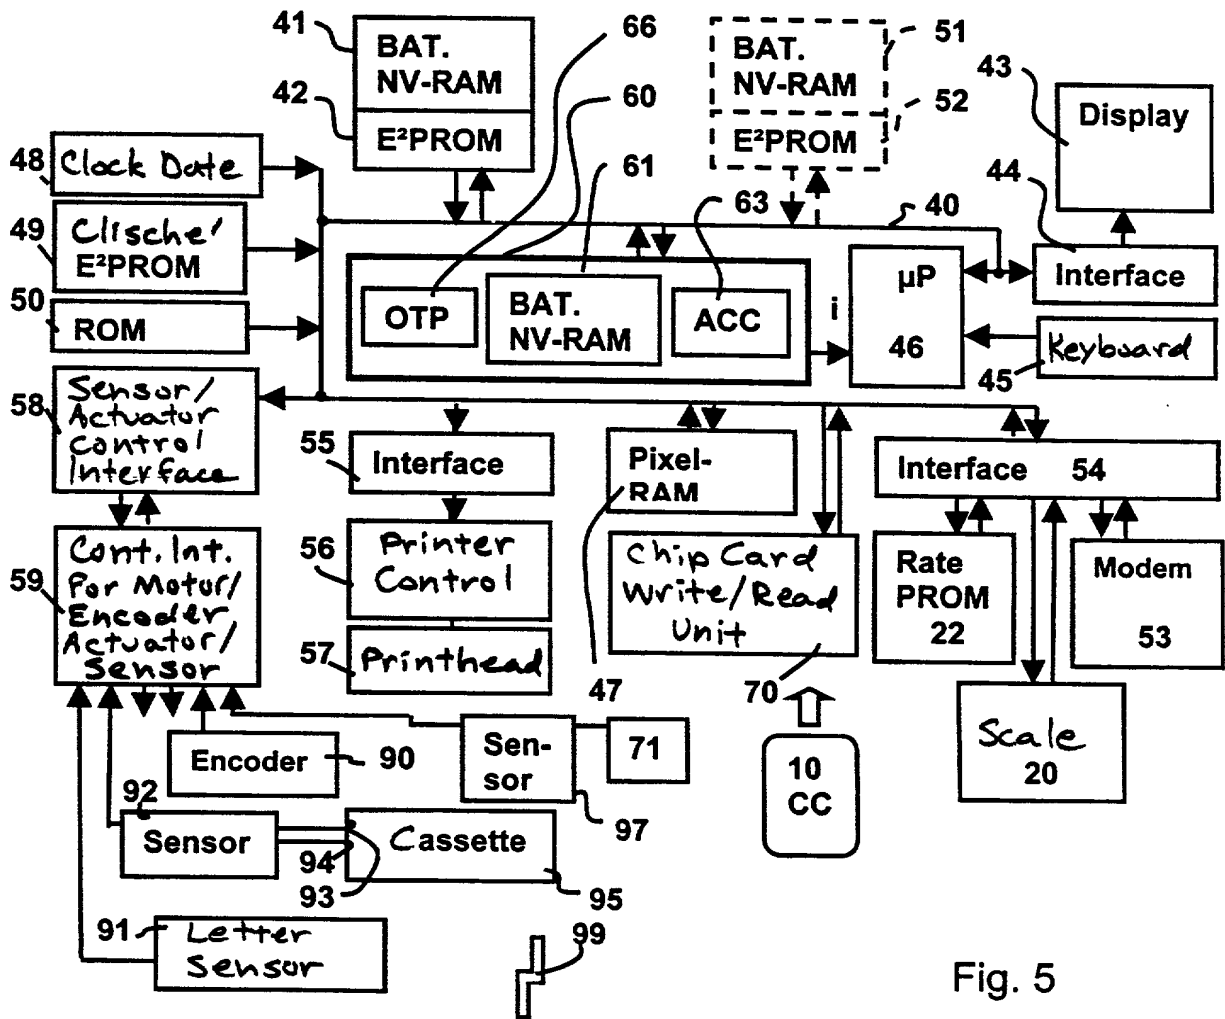 41
BAT.
NV-RAM
42
E²PROM
66
60
61
51
BAT.
NV-RAM
52
E²PROM
43
Display
48
Clock Date
49
Clische'
E²PROM
50
ROM
63
40
44
Interface
OTP
BAT.
NV-RAM
ACC
i
µP
46
45
Keyboard
58
Sensor/
Actuator
Control
Interface
55
Interface
Pixel-
RAM
Interface 54
59
Cont. Int.
For Motor/
Encoder
Actuator/
Sensor
56
Printer
Control
57
Printhead
47
Chip Card
Write/Read
Unit
70
Rate
PROM
22
Modem
53
Encoder
90
Sen-
sor
71
97
10
CC
Scale
20
92
Sensor
94
93
Cassette
95
91
Letter
Sensor
99
Fig. 5